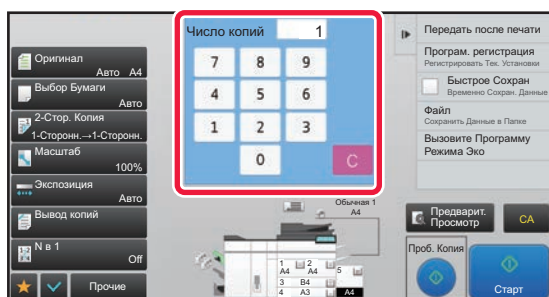 Число копий 1
7 8 9
4 5 6
1 2 3
0 C
Оригинал
Авто A4
Выбор Бумаги
Авто
2-Стор. Копия
1-Сторонн.→1-Сторонн.
Масштаб
100%
Экспозиция
Авто
Вывод копий
N в 1
Off
Прочие
Обычная 1
A4
1 2
A4 A4 5
3 B4
4 A3 A4
Передать после печати
Програм. регистрация
Регистрировать Тек. Установки
Быстрое Сохран
Временно Сохран. Данные
Файл
Сохранить Данные в Папке
Вызовите Программу
Режима Эко
Предварит.
Просмотр
CA
Проб. Копия
Старт